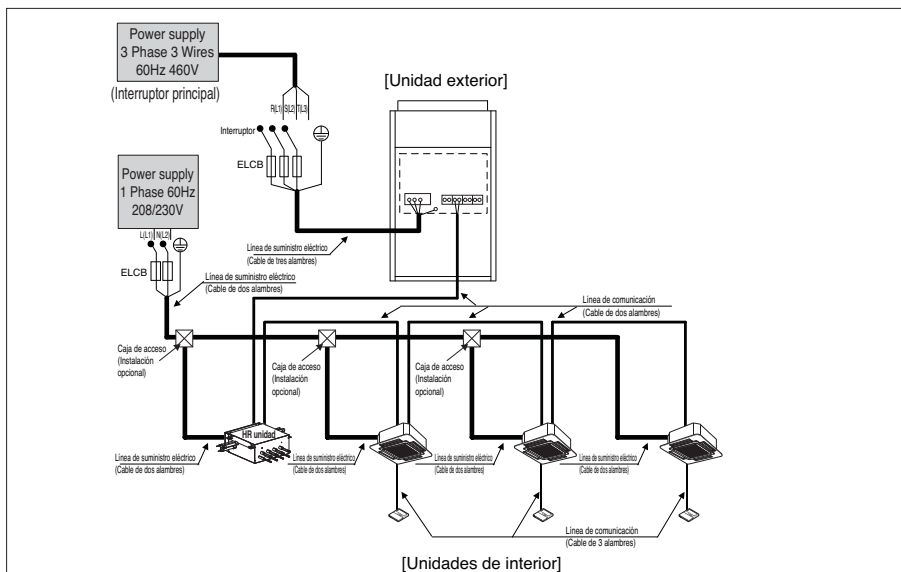 Power supply
3 Phase 3 Wires
60Hz 460V
(Interruptor principal)
[Unidad exterior]
R(L1) S(L2) T(L3)
Interruptor
ELCB
Power supply
1 Phase 60Hz
208/230V
L(L1) N(L2)
ELCB
Línea de suministro eléctrico
(Cable de tres alambres)
Línea de suministro eléctrico
(Cable de dos alambres)
Línea de comunicación
(Cable de dos alambres)
Caja de acceso
(Instalación
opcional)
Caja de acceso
(Instalación
opcional)
Caja de acceso
(Instalación
opcional)
HR unidad
Línea de suministro eléctrico
(Cable de dos alambres)
Línea de suministro eléctrico
(Cable de dos alambres)
Línea de suministro eléctrico
(Cable de dos alambres)
Línea de suministro eléctrico
(Cable de dos alambres)
Línea de comunicación
(Cable de 3 alambres)
[Unidades de interior]